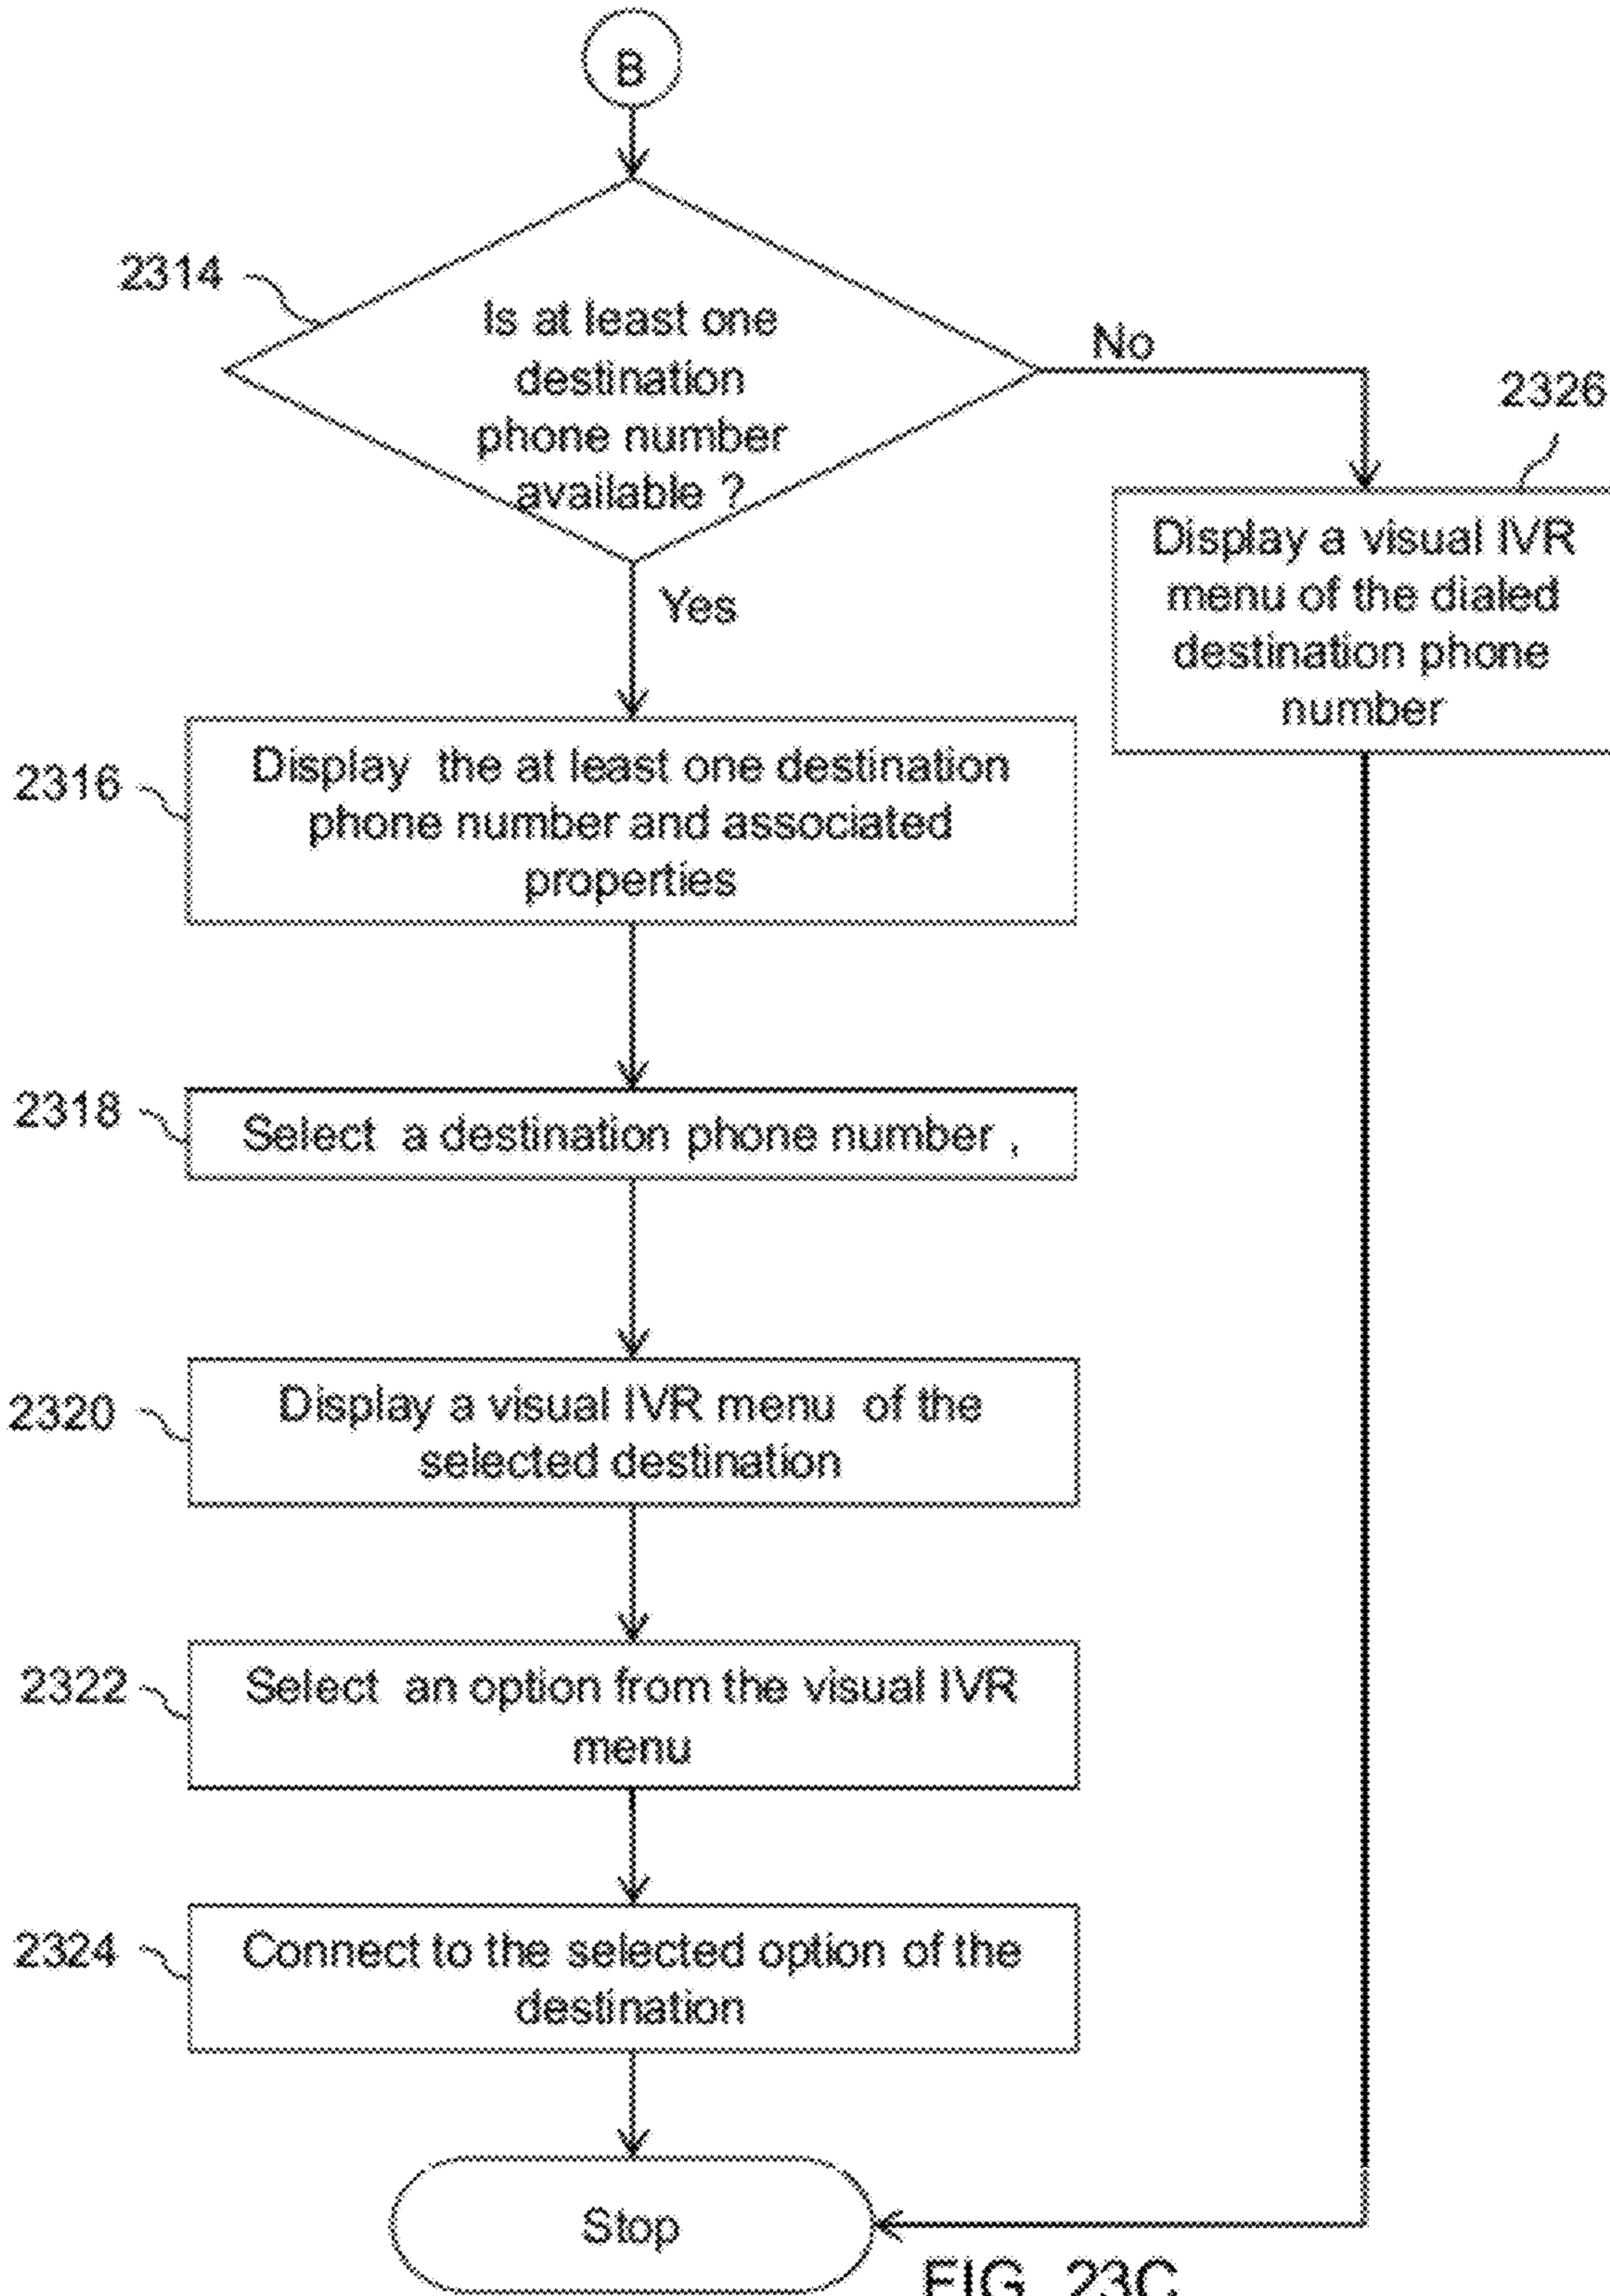 B
2314
Is at least one
destination
phone number
available ?
No
2326
Yes
Display a visual IVR
menu of the dialed
destination phone
number
2316
Display the at least one destination
phone number and associated
properties
2318
Select a destination phone number ,
2320
Display a visual IVR menu of the
selected destination
2322
Select an option from the visual IVR
menu
2324
Connect to the selected option of the
destination
Stop
FIG. 23C